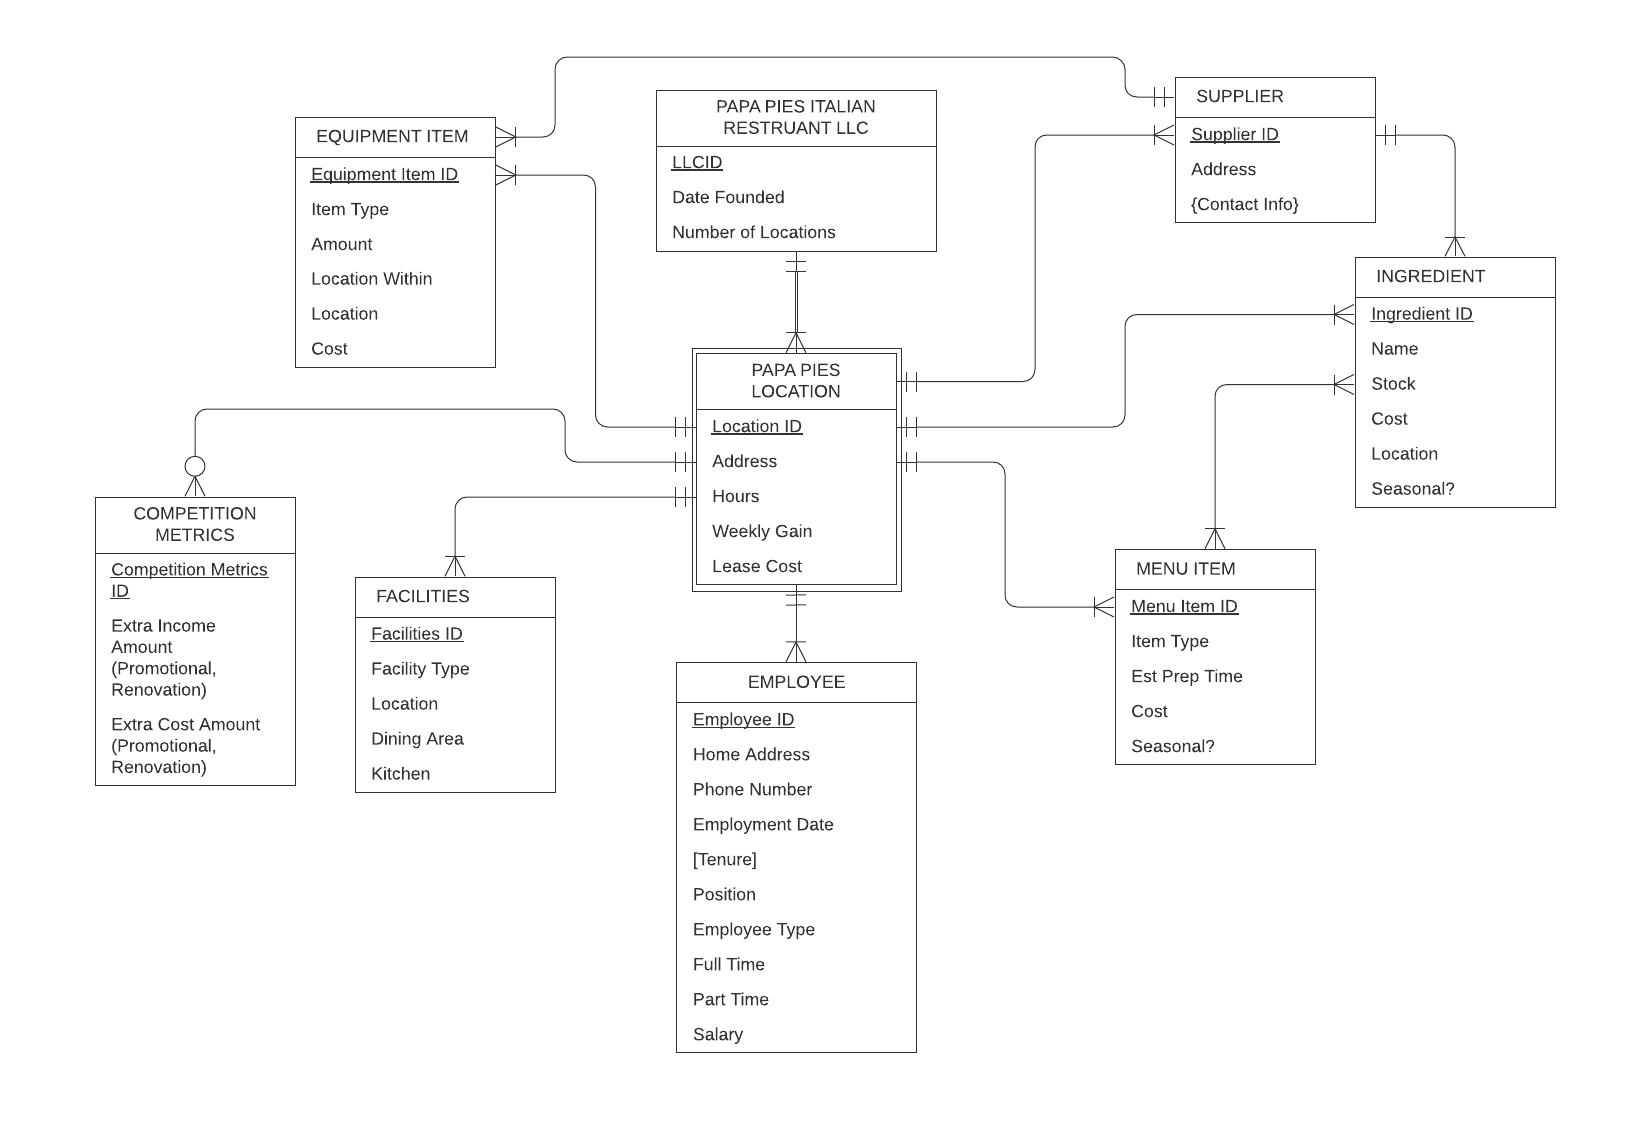 EQUIPMENT ITEM
Equipment Item ID
Item Type
Amount
Location Within
Location
Cost
PAPA PIES ITALIAN
RESTRUANT LLC
LLCID
Date Founded
Number of Locations
SUPPLIER
Supplier ID
Address
{Contact Info}
INGREDIENT
Ingredient ID
Name
Stock
Cost
Location
Seasonal?
PAPA PIES
LOCATION
Location ID
Address
Hours
Weekly Gain
Lease Cost
COMPETITION
METRICS
Competition Metrics
ID
Extra Income
Amount
(Promotional,
Renovation)
Extra Cost Amount
(Promotional,
Renovation)
FACILITIES
Facilities ID
Facility Type
Location
Dining Area
Kitchen
EMPLOYEE
Employee ID
Home Address
Phone Number
Employment Date
[Tenure]
Position
Employee Type
Full Time
Part Time
Salary
MENU ITEM
Menu Item ID
Item Type
Est Prep Time
Cost
Seasonal?